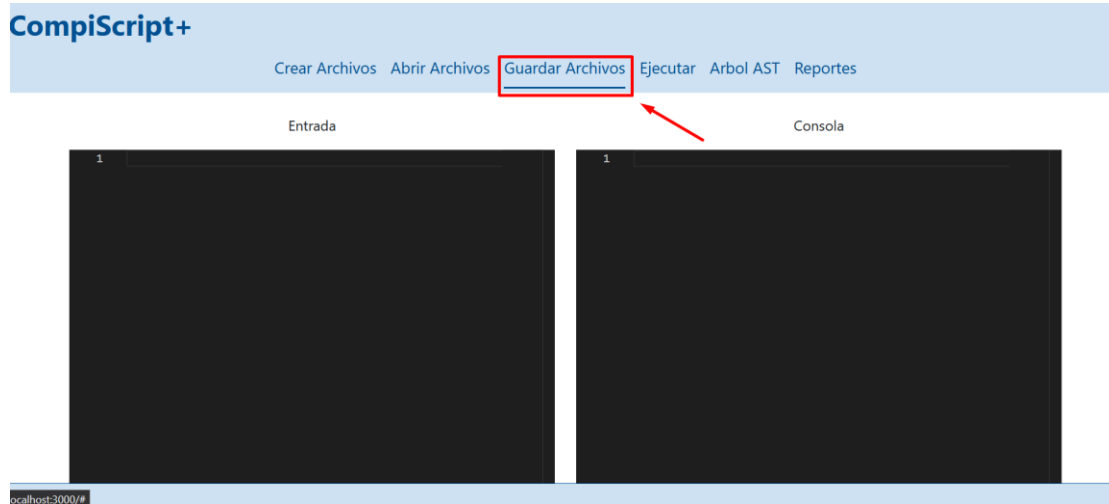 CompiScript+
Crear Archivos Abrir Archivos Guardar Archivos Ejecutar Arbol AST Reportes
Entrada Consola
1 1
ocalhost:3000/#